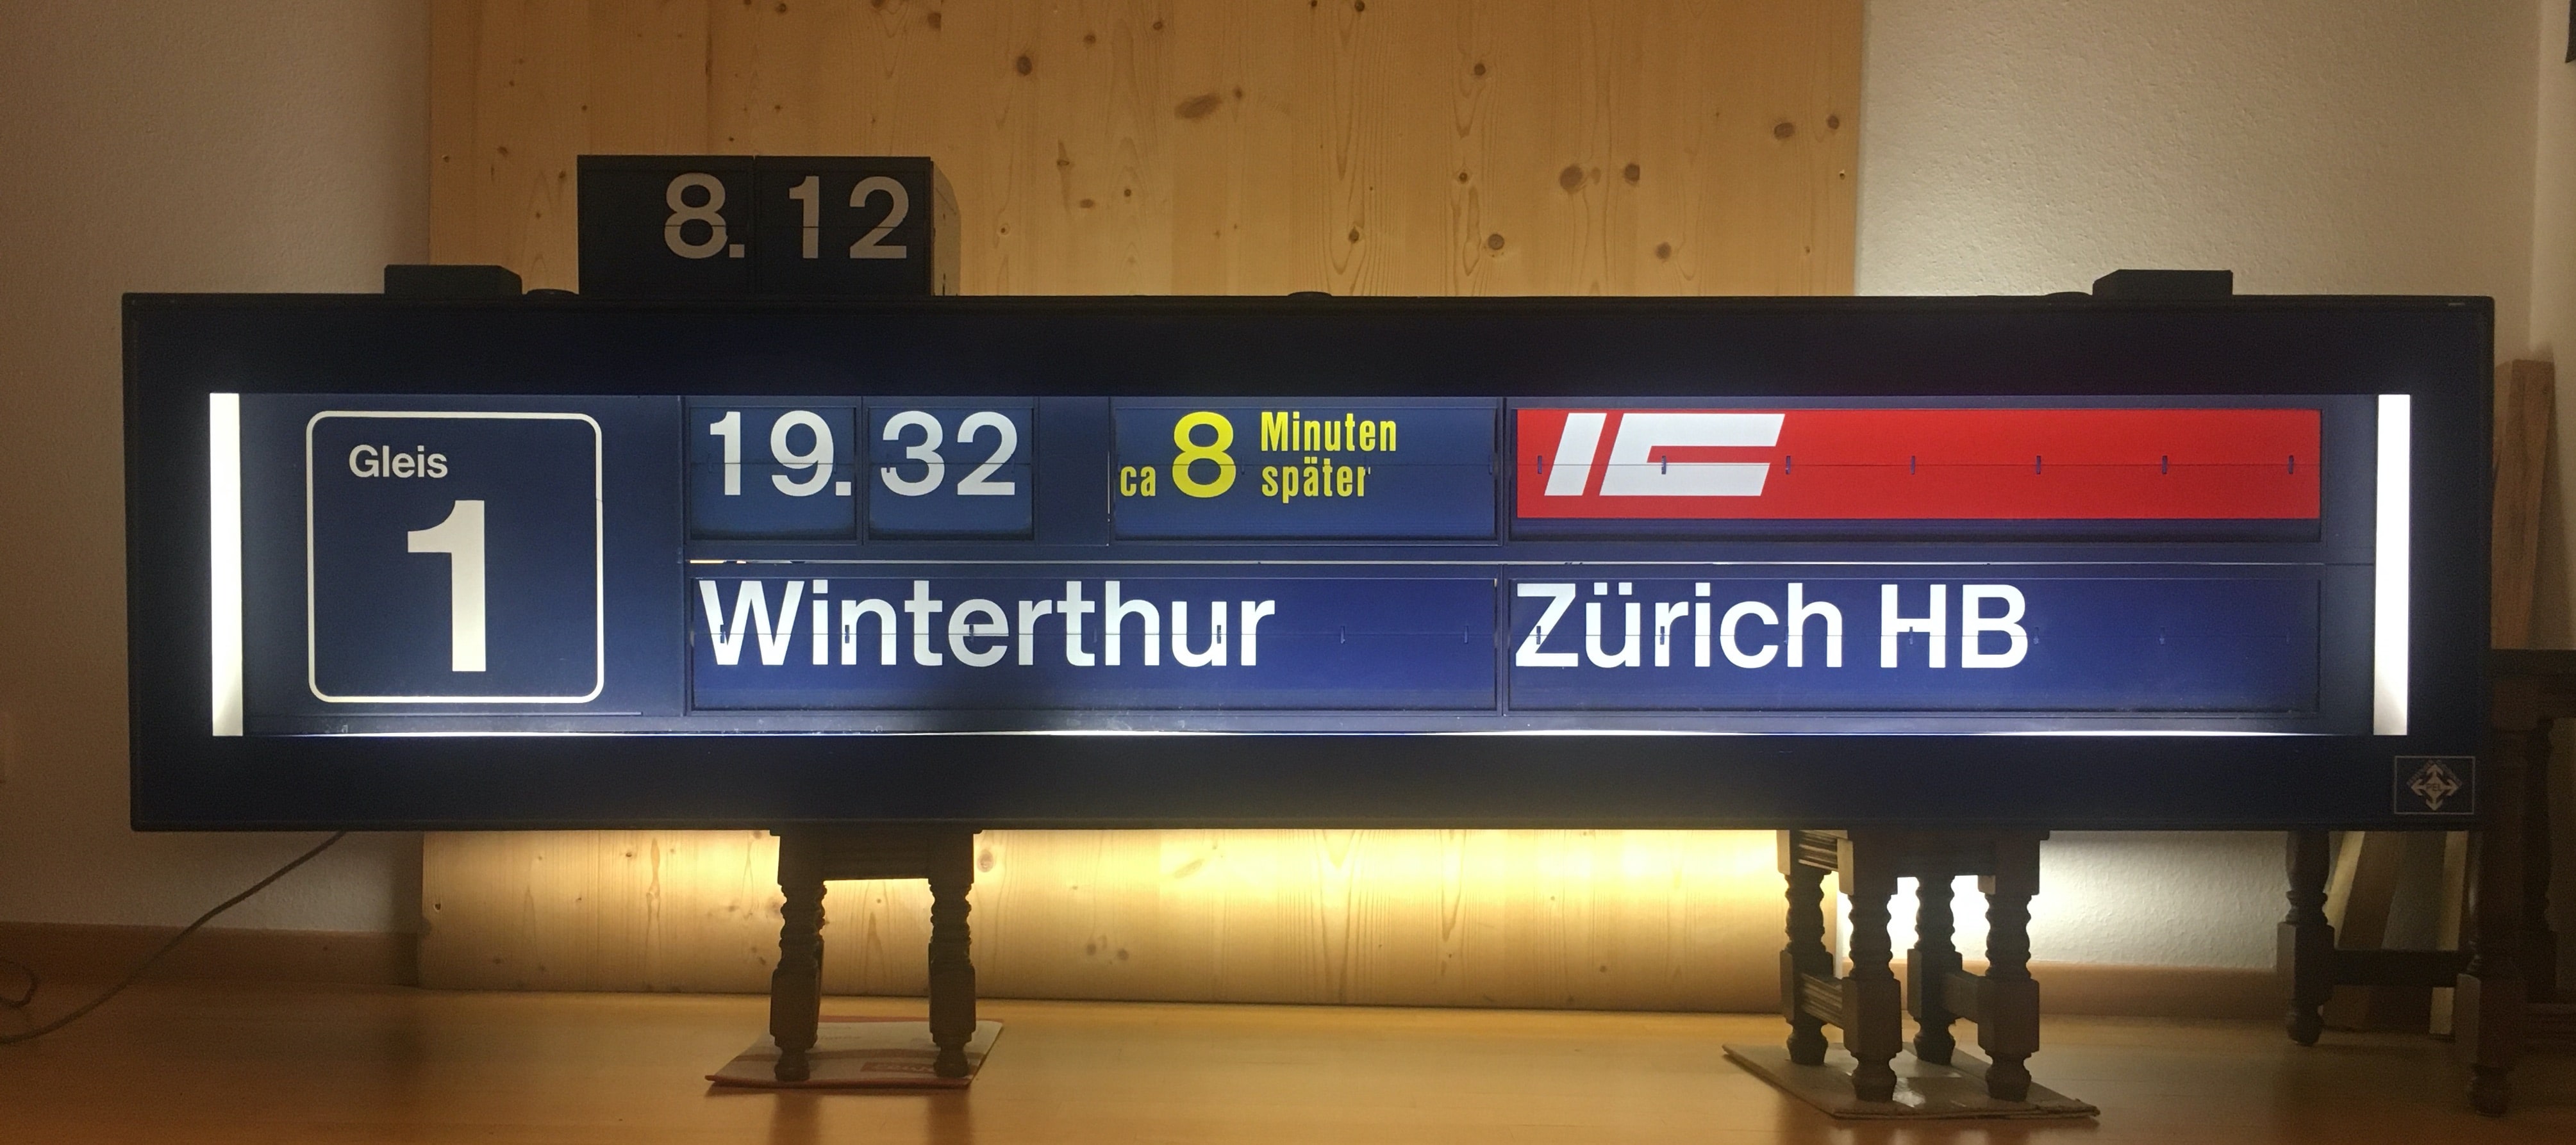 8. 12
Gleis
1
19.32
ca 8 Minuten später
IC
Winterthur
Zürich HB